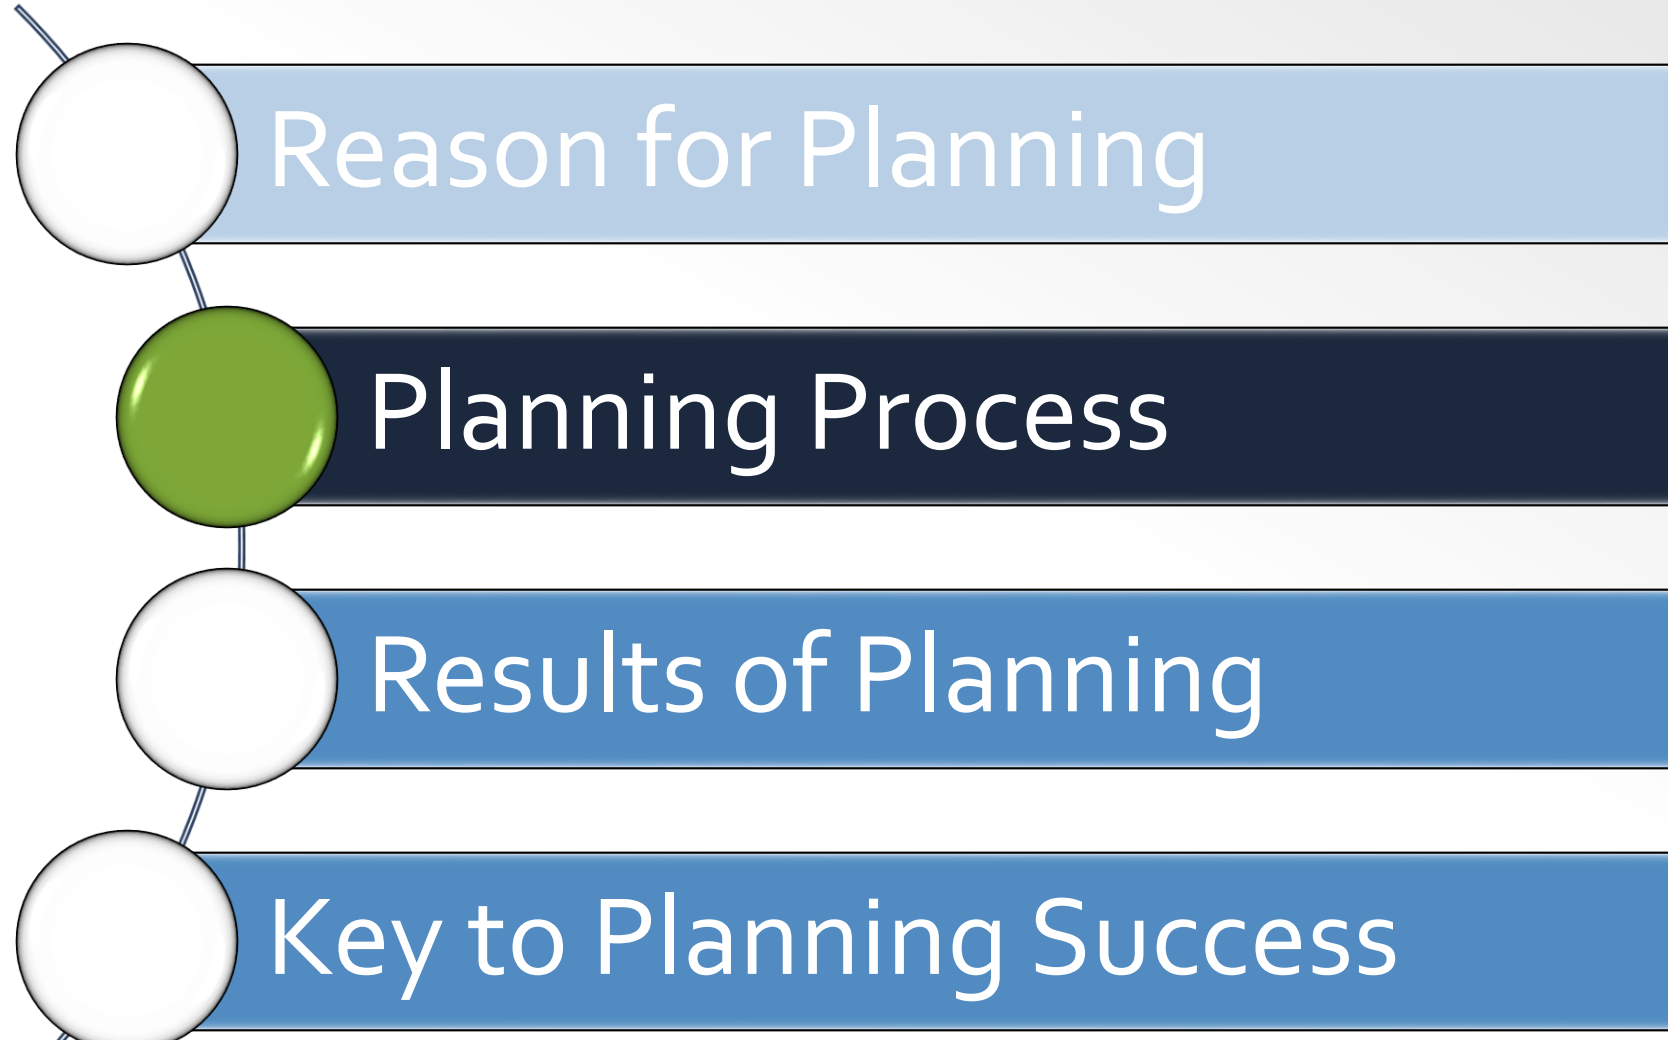 Reason for Planning
Planning Process
Results of Planning
Key to Planning Success